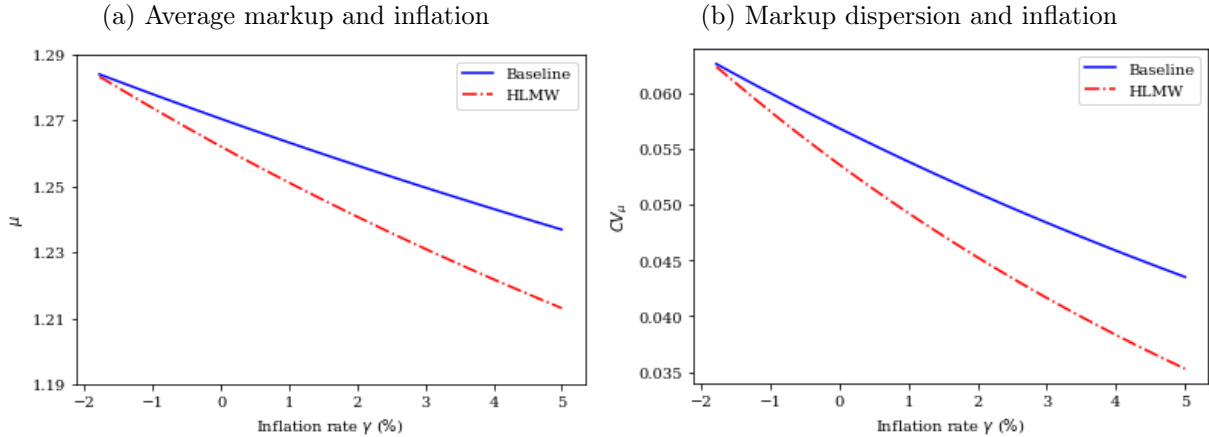 (a) Average markup and inflation
1.29
1.27
1.25
1.23
1.21
1.19
μ
Baseline
HLMW
−2 −1 0 1 2 3 4 5
Inflation rate γ (%)
(b) Markup dispersion and inflation
0.060
0.055
0.050
0.045
0.040
0.035
CVμ
Baseline
HLMW
−2 −1 0 1 2 3 4 5
Inflation rate γ (%)